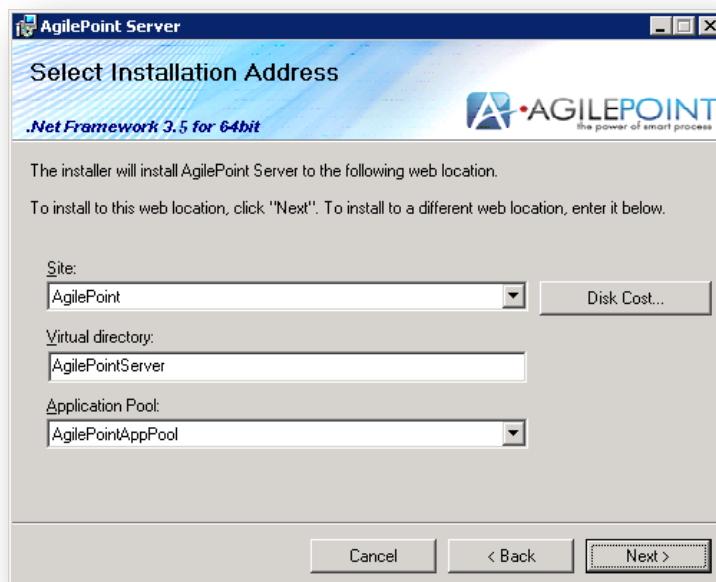 AgilePoint Server
Select Installation Address
.Net Framework 3.5 for 64bit
AGILEPOINT
the power of smart process
The installer will install AgilePoint Server to the following web location.
To install to this web location, click "Next". To install to a different web location, enter it below.
Site:
AgilePoint
Disk Cost...
Virtual directory:
AgilePointServer
Application Pool:
AgilePointAppPool
Cancel
< Back
Next >